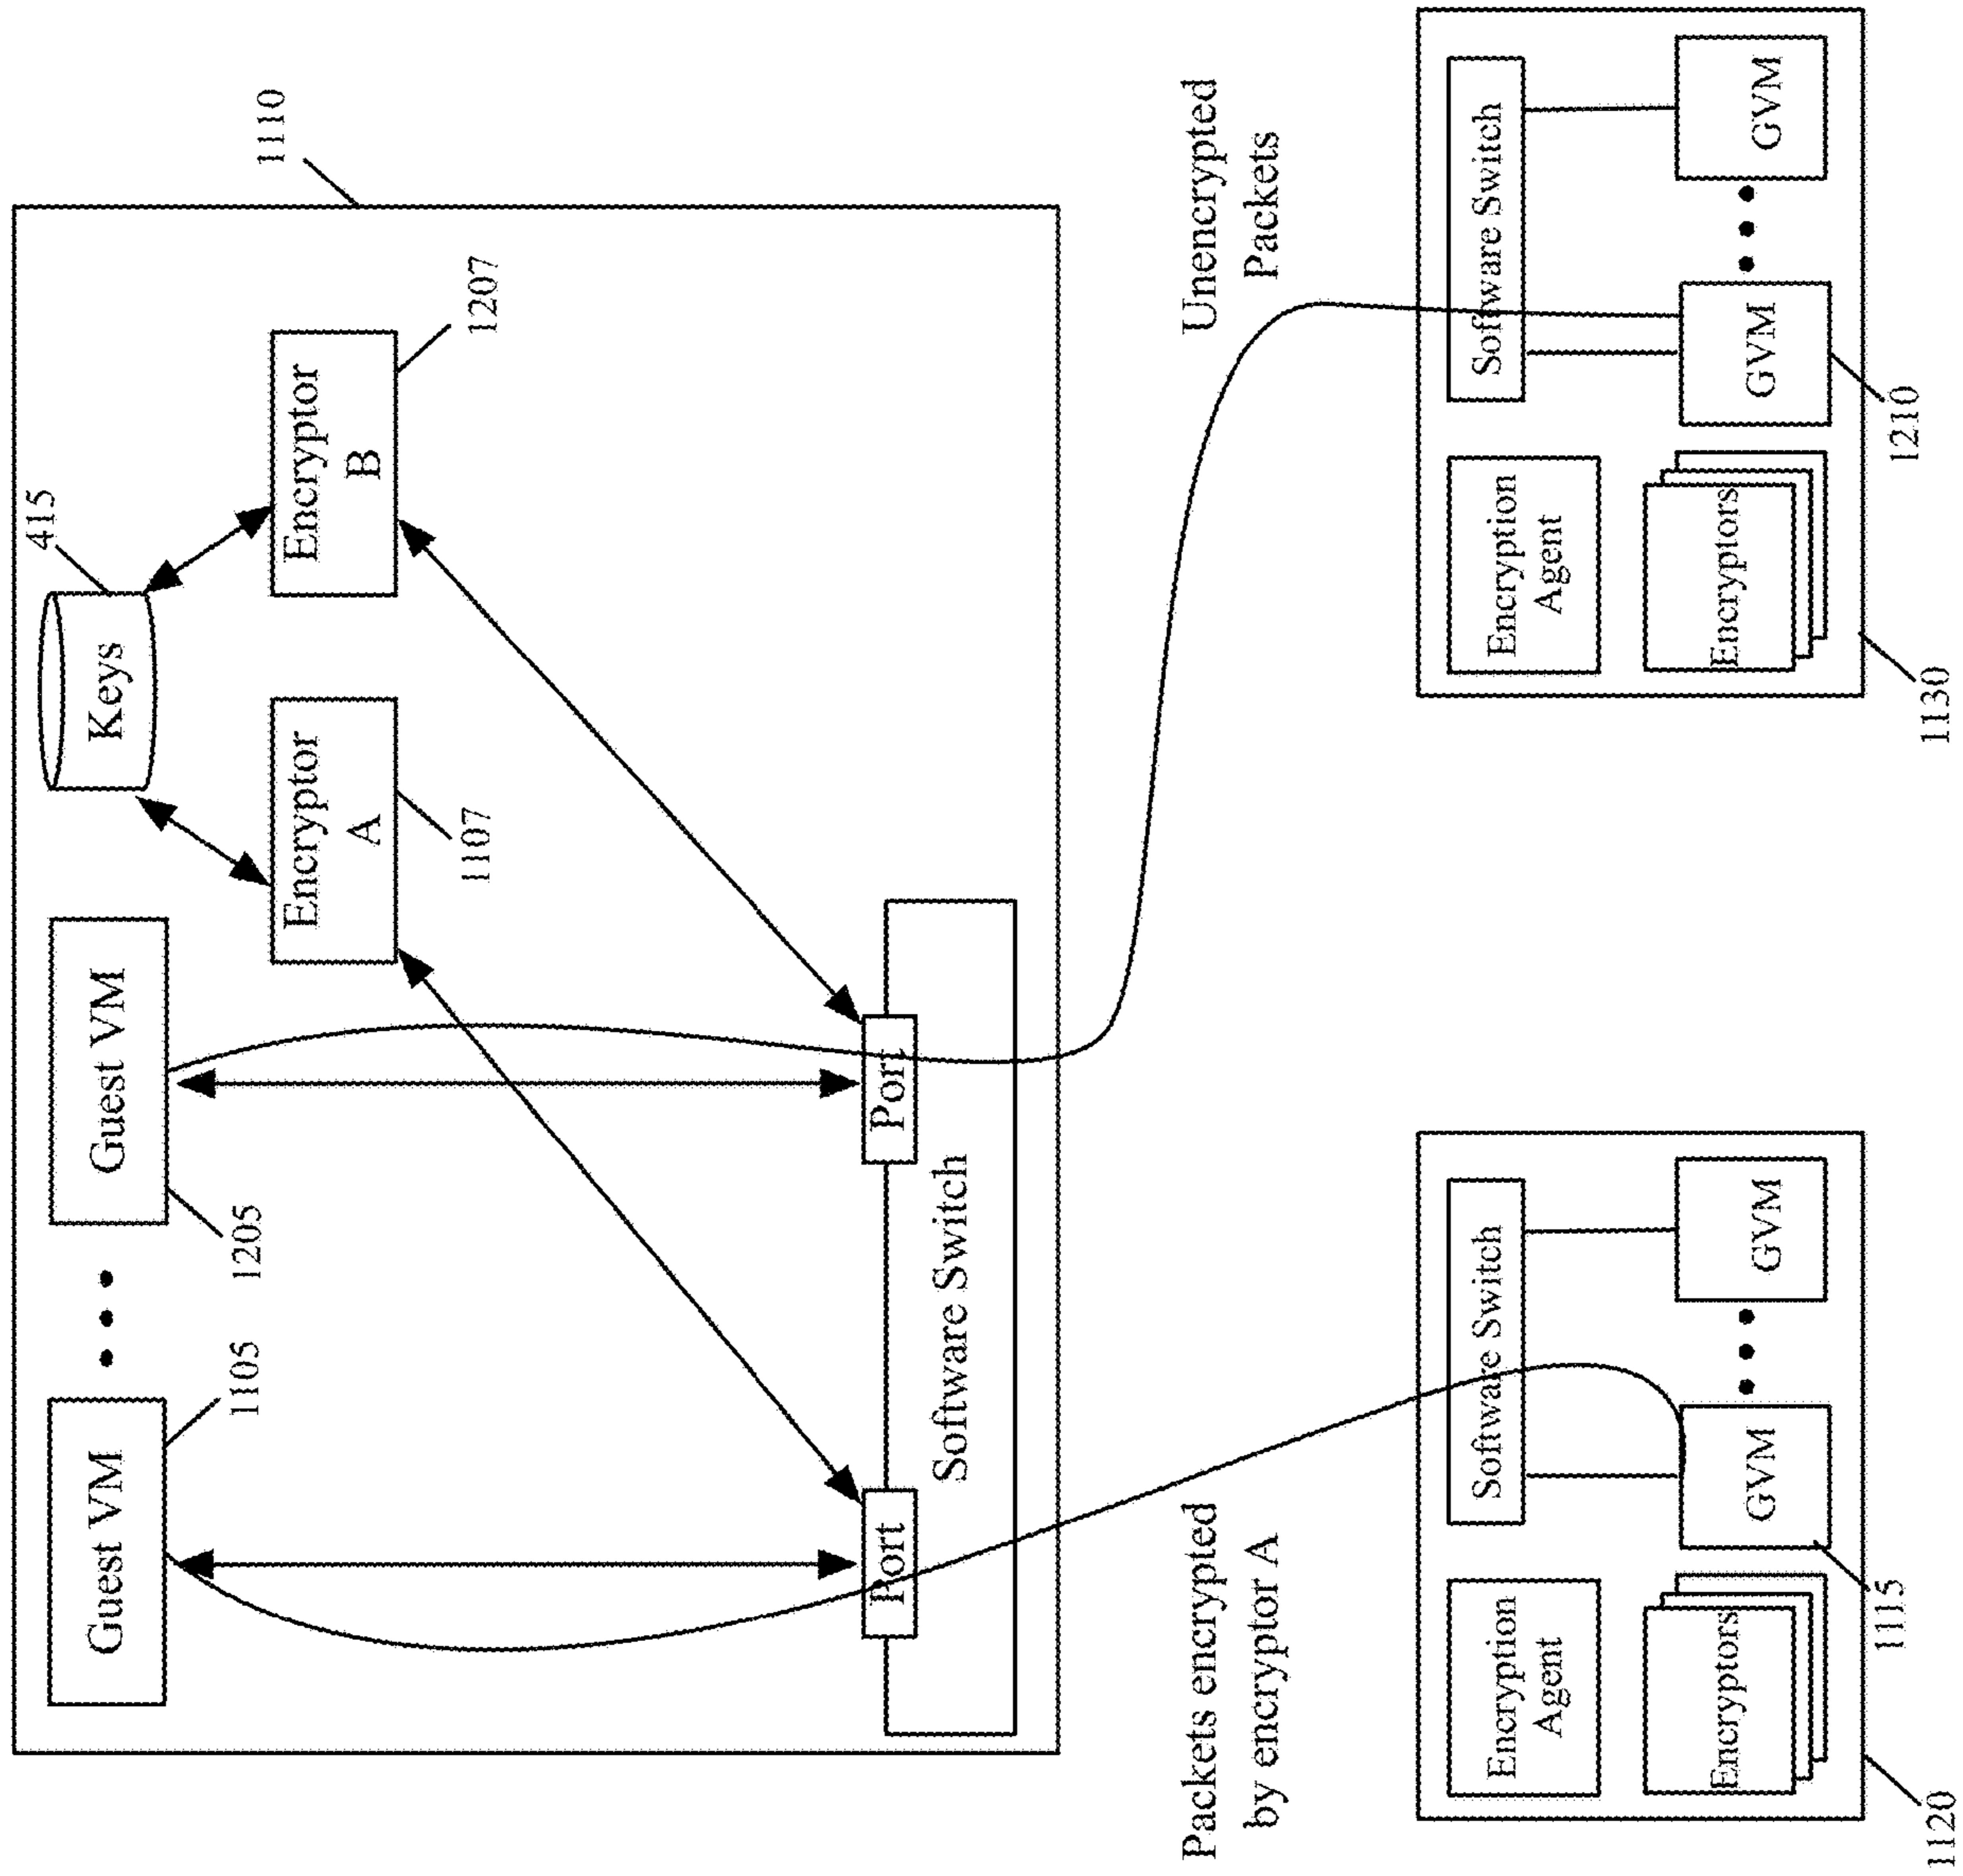 1110
415
Keys
Guest VM
Guest VM
1105
1205
Encryptor
A
Encryptor
B
1107
1207
Port
Port
Software Switch
Packets encrypted
by encryptor A
Unencrypted
Packets
Encryption
Agent
Software Switch
Encryptors
GVM
GVM
1120
1115
Encryption
Agent
Software Switch
Encryptors
GVM
GVM
1130
1210